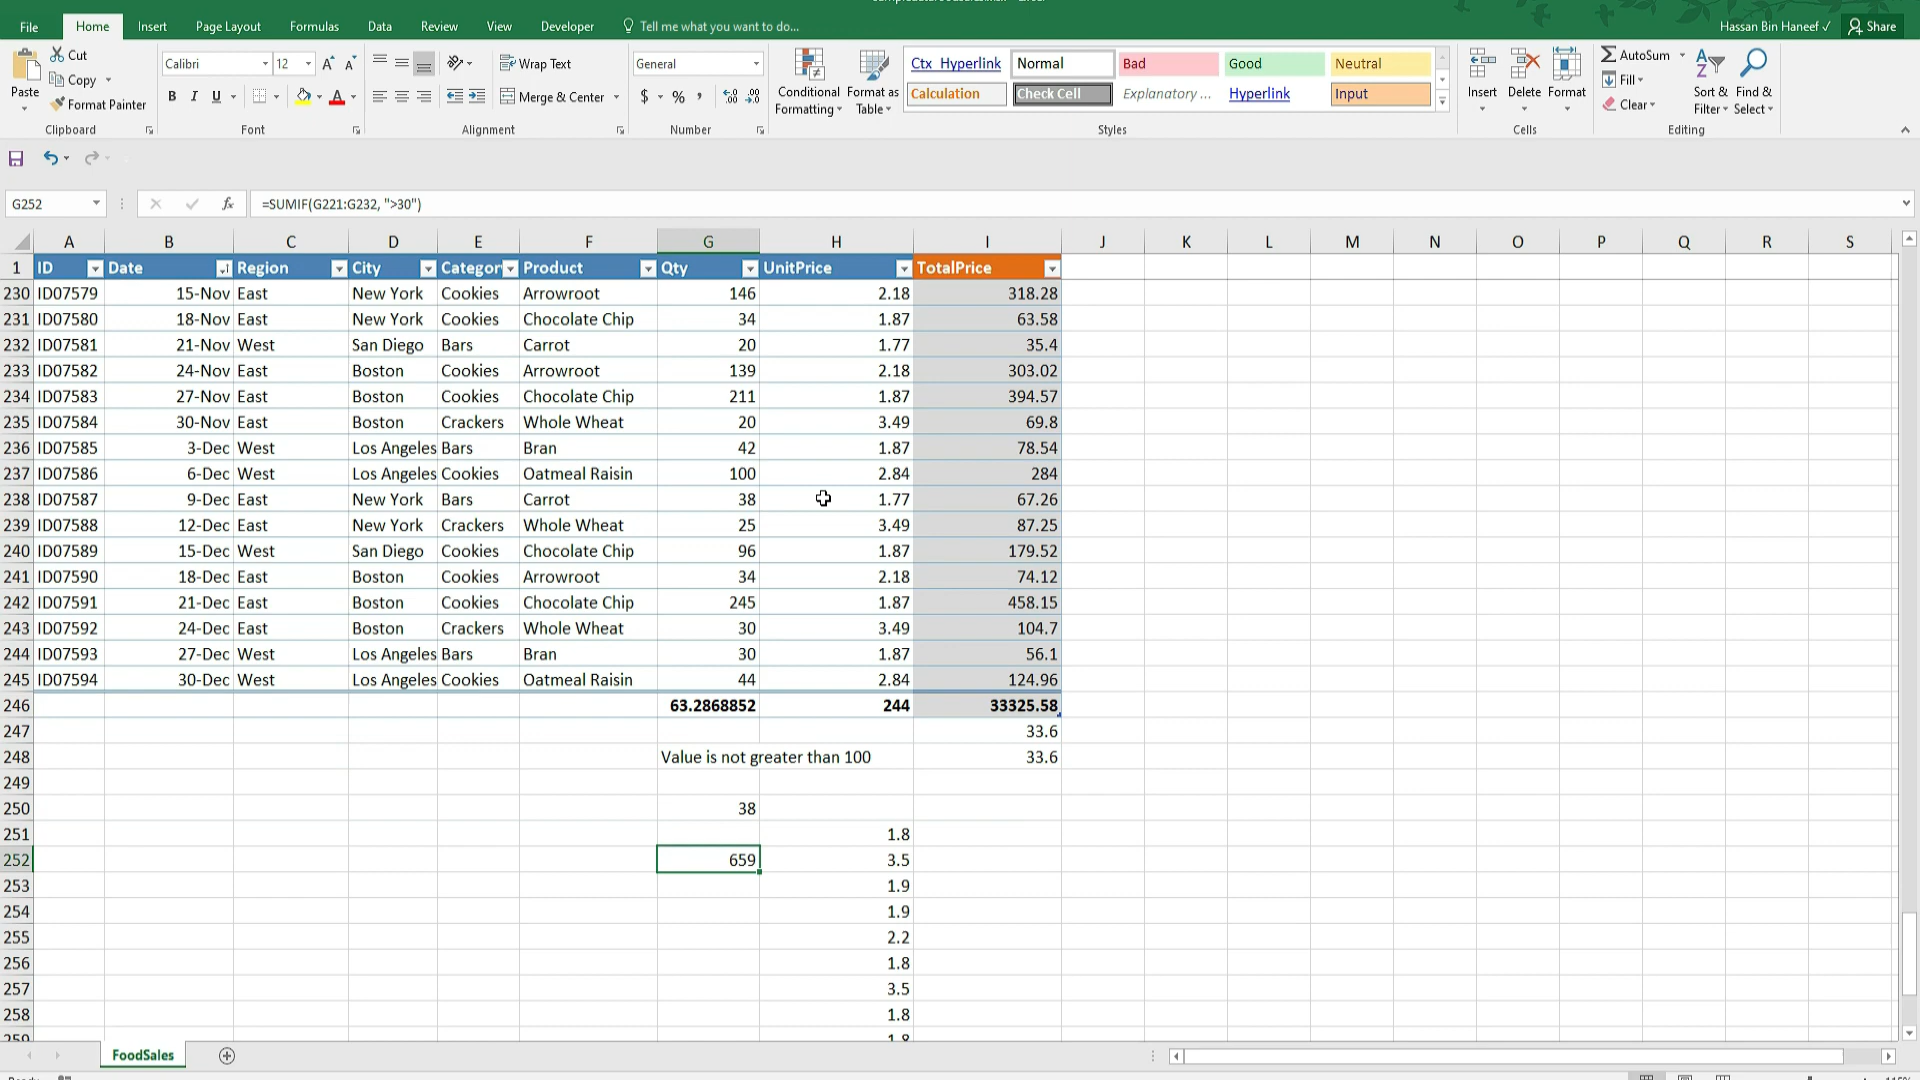 File Home Insert Page Layout Formulas Data Review View Developer Tell me what you want to do... Hassan Bin Haneef ✓ Share
Cut
Copy
Format Painter
Paste
Clipboard
Calibri 12
B I U
Font
Wrap Text
Merge & Center
Alignment
General
$ % ,
Number
Conditional Formatting
Format as Table
Ctx_Hyperlink Normal Bad Good Neutral
Calculation Check Cell Explanatory ... Hyperlink Input
Styles
Insert Delete Format
Cells
AutoSum
Fill
Clear
Sort & Filter
Find & Select
Editing
G252 fx =SUMIF(G221:G232, ">30")
A B C D E F G H I J K L M N O P Q R S
1 ID Date Region City Categor Product Qty UnitPrice TotalPrice
230 ID07579 15-Nov East New York Cookies Arrowroot 146 2.18 318.28
231 ID07580 18-Nov East New York Cookies Chocolate Chip 34 1.87 63.58
232 ID07581 21-Nov West San Diego Bars Carrot 20 1.77 35.4
233 ID07582 24-Nov East Boston Cookies Arrowroot 139 2.18 303.02
234 ID07583 27-Nov East Boston Cookies Chocolate Chip 211 1.87 394.57
235 ID07584 30-Nov East Boston Crackers Whole Wheat 20 3.49 69.8
236 ID07585 3-Dec West Los Angeles Bars Bran 42 1.87 78.54
237 ID07586 6-Dec West Los Angeles Cookies Oatmeal Raisin 100 2.84 284
238 ID07587 9-Dec East New York Bars Carrot 38 1.77 67.26
239 ID07588 12-Dec East New York Crackers Whole Wheat 25 3.49 87.25
240 ID07589 15-Dec West San Diego Cookies Chocolate Chip 96 1.87 179.52
241 ID07590 18-Dec East Boston Cookies Arrowroot 34 2.18 74.12
242 ID07591 21-Dec East Boston Cookies Chocolate Chip 245 1.87 458.15
243 ID07592 24-Dec East Boston Crackers Whole Wheat 30 3.49 104.7
244 ID07593 27-Dec West Los Angeles Bars Bran 30 1.87 56.1
245 ID07594 30-Dec West Los Angeles Cookies Oatmeal Raisin 44 2.84 124.96
246 63.2868852 244 33325.58
247 33.6
248 Value is not greater than 100 33.6
249
250 38
251 1.8
252 659 3.5
253 1.9
254 1.9
255 2.2
256 1.8
257 3.5
258 1.8
259 1.8
FoodSales